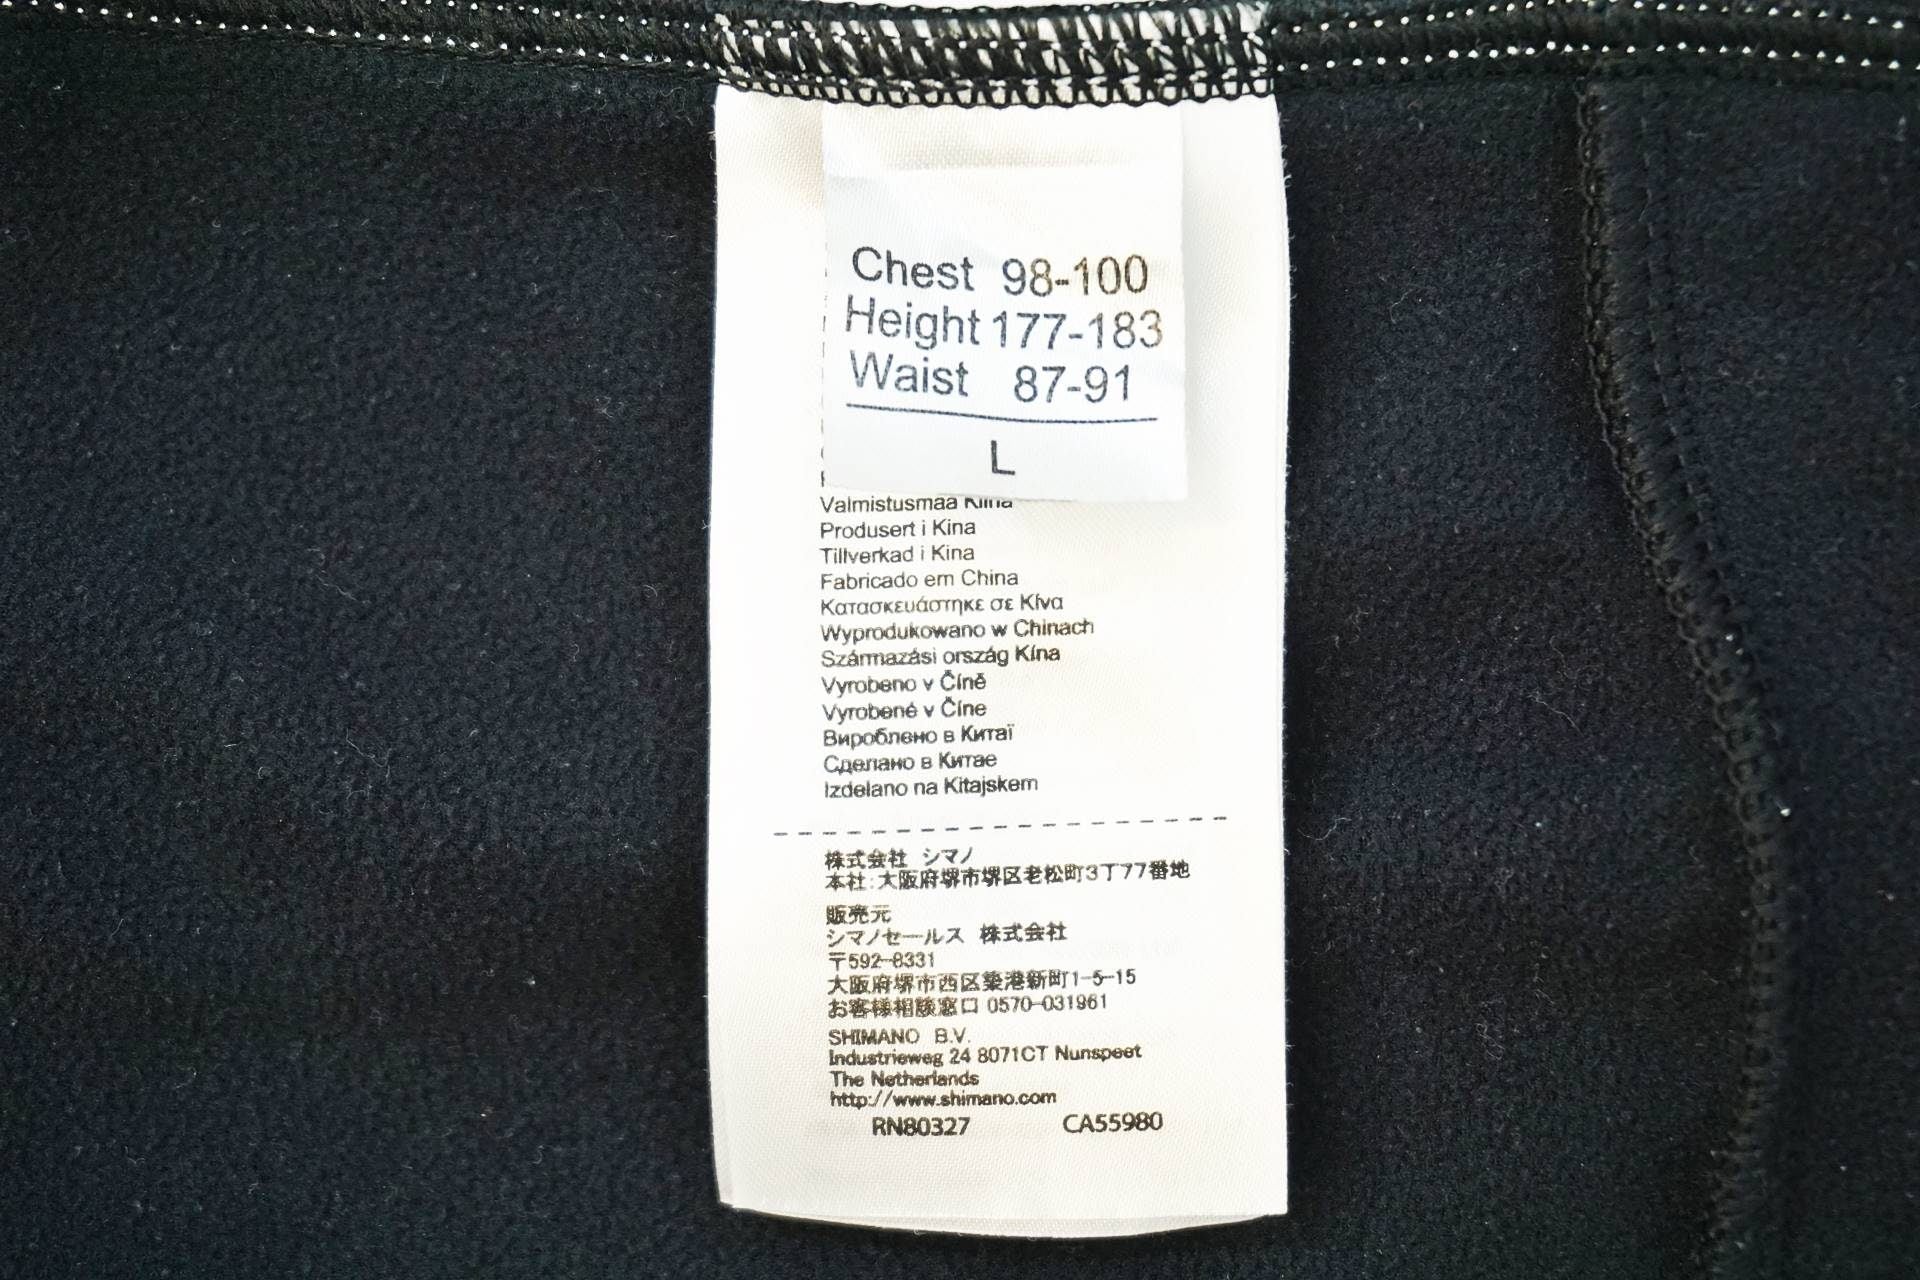 Chest 98-100
Height 177-183
Waist 87-91
L
Valmistusmaa Kiina
Produsert i Kina
Tillverkad i Kina
Fabricado em China
Κατασκευάστηκε σε Κίνα
Wyprodukowano w Chinach
Származási ország Kína
Vyrobeno v Číně
Vyrobené v Číne
Вироблено в Китаї
Сделано в Китае
Izdelano na Kitajskem
株式会社 シマノ
本社:大阪府堺市堺区老松町3丁77番地
販売元
シマノセールス 株式会社
〒592-8331
大阪府堺市西区築港新町1-5-15
お客様相談窓口 0570-031961
SHIMANO B.V.
Industrieweg 24 8071CT Nunspeet
The Netherlands
http://www.shimano.com
RN80327 CA55980